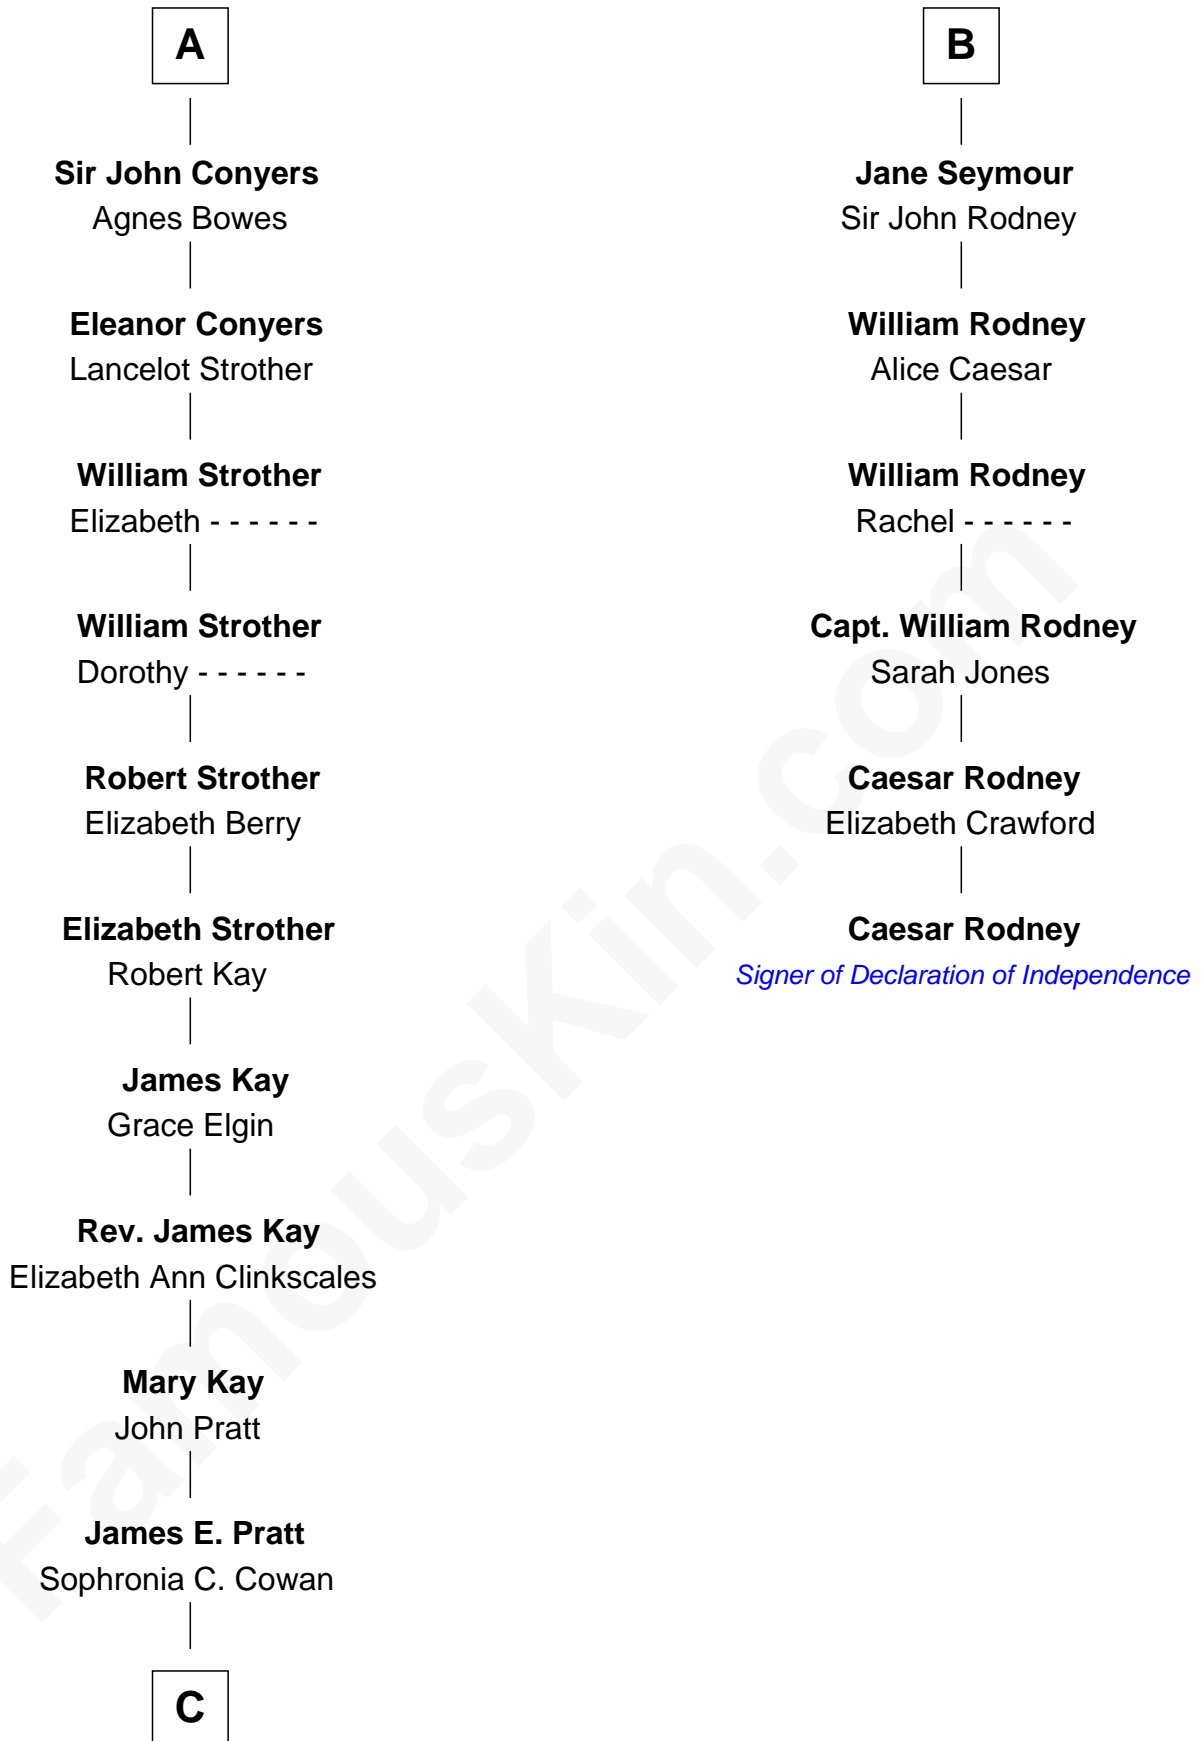 A
Sir John Conyers
Agnes Bowes
Eleanor Conyers
Lancelot Strother
William Strother
Elizabeth - - - - - -
William Strother
Dorothy - - - - - -
Robert Strother
Elizabeth Berry
Elizabeth Strother
Robert Kay
James Kay
Grace Elgin
Rev. James Kay
Elizabeth Ann Clinkscales
Mary Kay
John Pratt
James E. Pratt
Sophronia C. Cowan
C
B
Jane Seymour
Sir John Rodney
William Rodney
Alice Caesar
William Rodney
Rachel - - - - - -
Capt. William Rodney
Sarah Jones
Caesar Rodney
Elizabeth Crawford
Caesar Rodney
Signer of Declaration of Independence
FamousKin.com